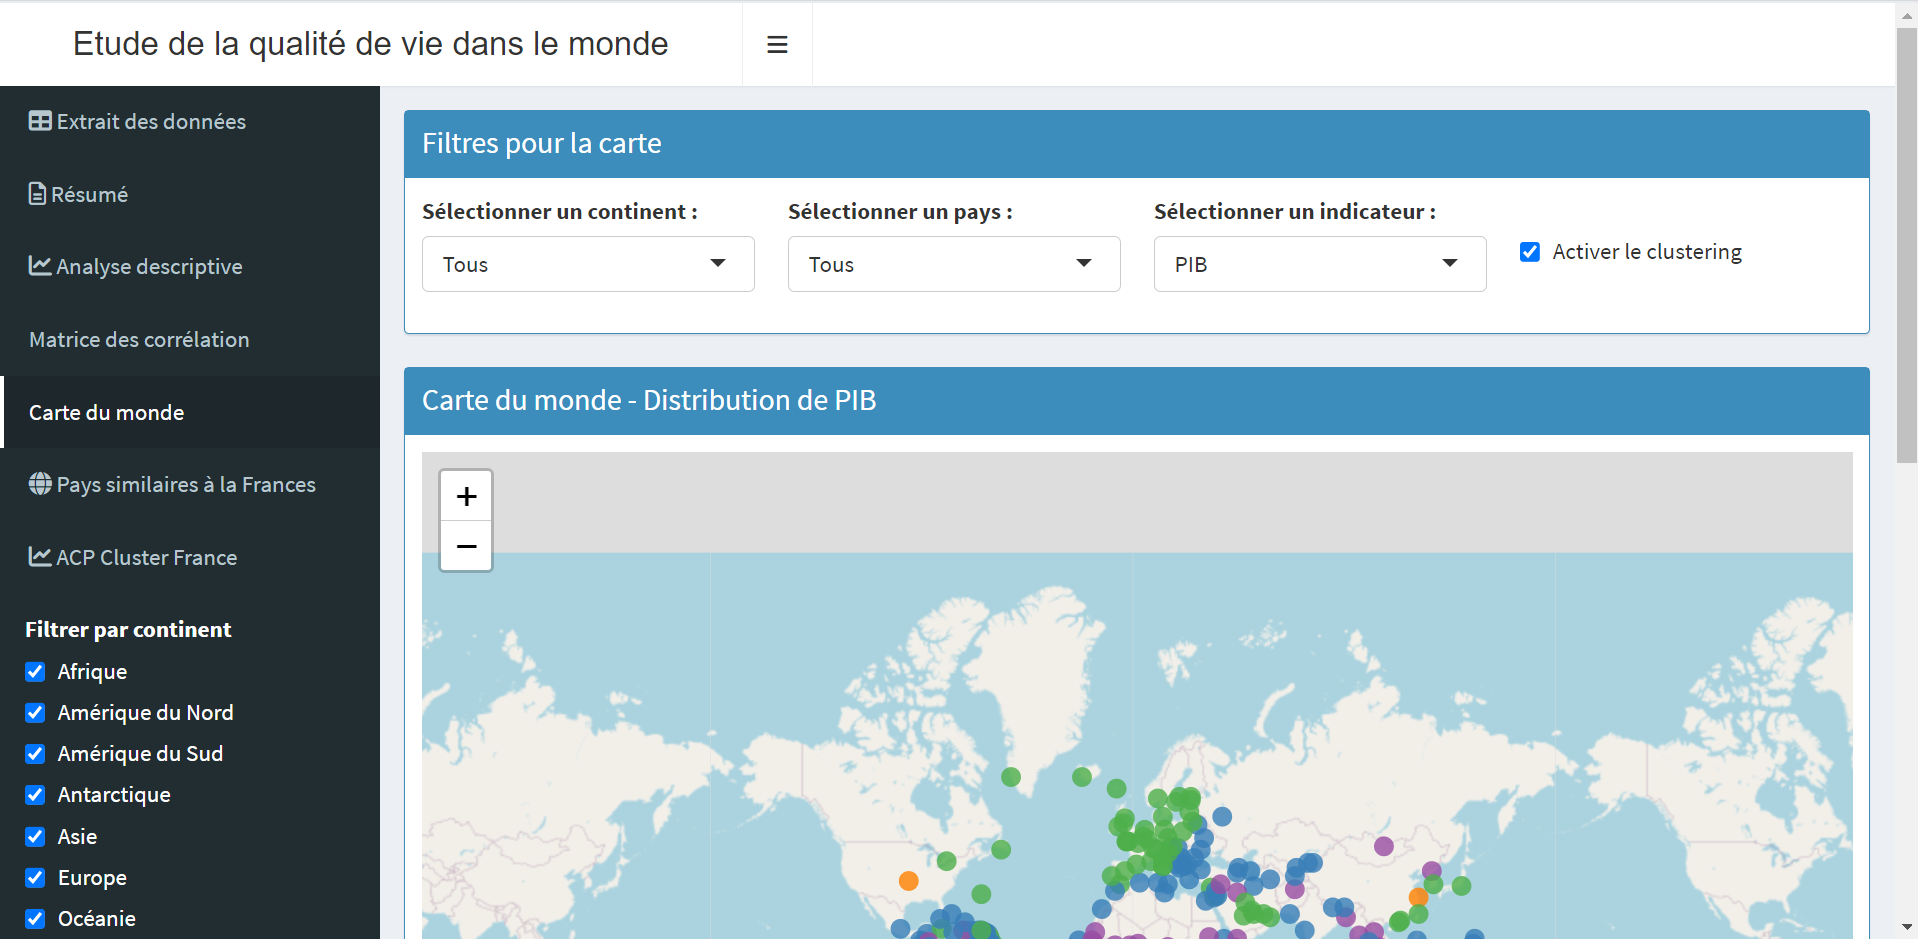 Etude de la qualité de vie dans le monde
Extrait des données
Résumé
Analyse descriptive
Matrice des corrélation
Carte du monde
Pays similaires à la Frances
ACP Cluster France
Filtrer par continent
Afrique
Amérique du Nord
Amérique du Sud
Antarctique
Asie
Europe
Océanie
Filtres pour la carte
Sélectionner un continent :
Tous
Sélectionner un pays :
Tous
Sélectionner un indicateur :
PIB
Activer le clustering
Carte du monde - Distribution de PIB
+
−